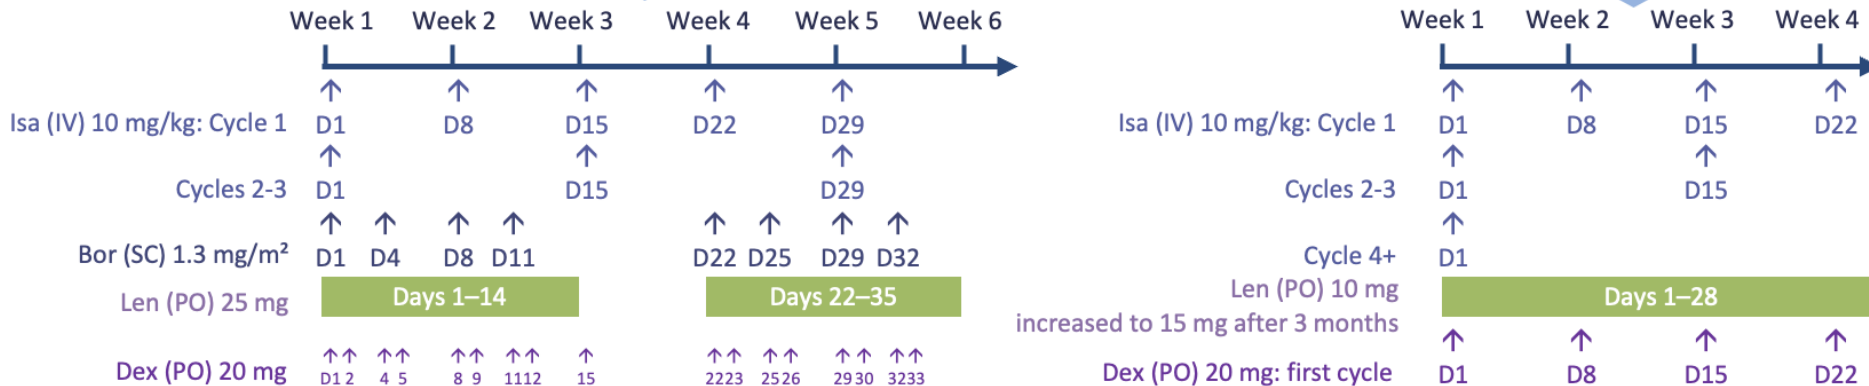 Week 1 Week 2 Week 3 Week 4 Week 5 Week 6
Isa (IV) 10 mg/kg: Cycle 1 D1 D8 D15 D22 D29
Cycles 2-3 D1 D15 D29
Bor (SC) 1.3 mg/m² D1 D4 D8 D11 D22 D25 D29 D32
Len (PO) 25 mg Days 1–14 Days 22–35
Dex (PO) 20 mg D1 2 4 5 8 9 11 12 15 22 23 25 26 29 30 32 33
Week 1 Week 2 Week 3 Week 4
Isa (IV) 10 mg/kg: Cycle 1 D1 D8 D15 D22
Cycles 2-3 D1 D15
Cycle 4+ D1
Len (PO) 10 mg Days 1–28
increased to 15 mg after 3 months
Dex (PO) 20 mg: first cycle D1 D8 D15 D22